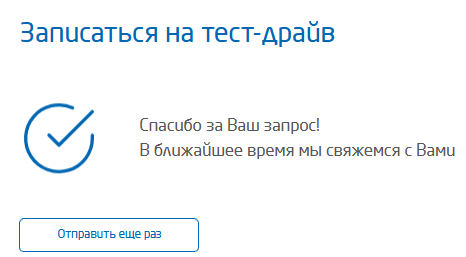 Записаться на тест-драйв
Спасибо за Ваш запрос!
В ближайшее время мы свяжемся с Вами
Отправить еще раз